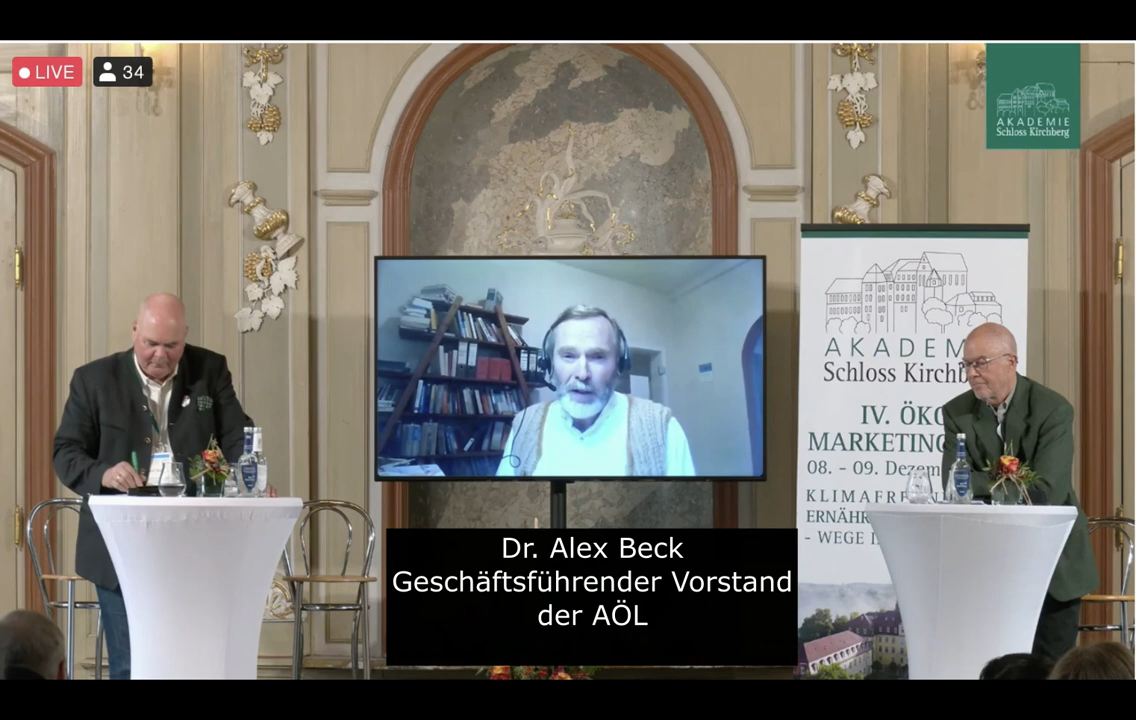 LIVE
34
AKADEMIE
Schloss Kirchberg
AKADEM
Schloss Kirchb
IV. ÖKO
MARKETING
08. - 09. Dezem
KLIMAFRE
ERNÄHR
- WEGE
Dr. Alex Beck
Geschäftsführender Vorstand
der AÖL